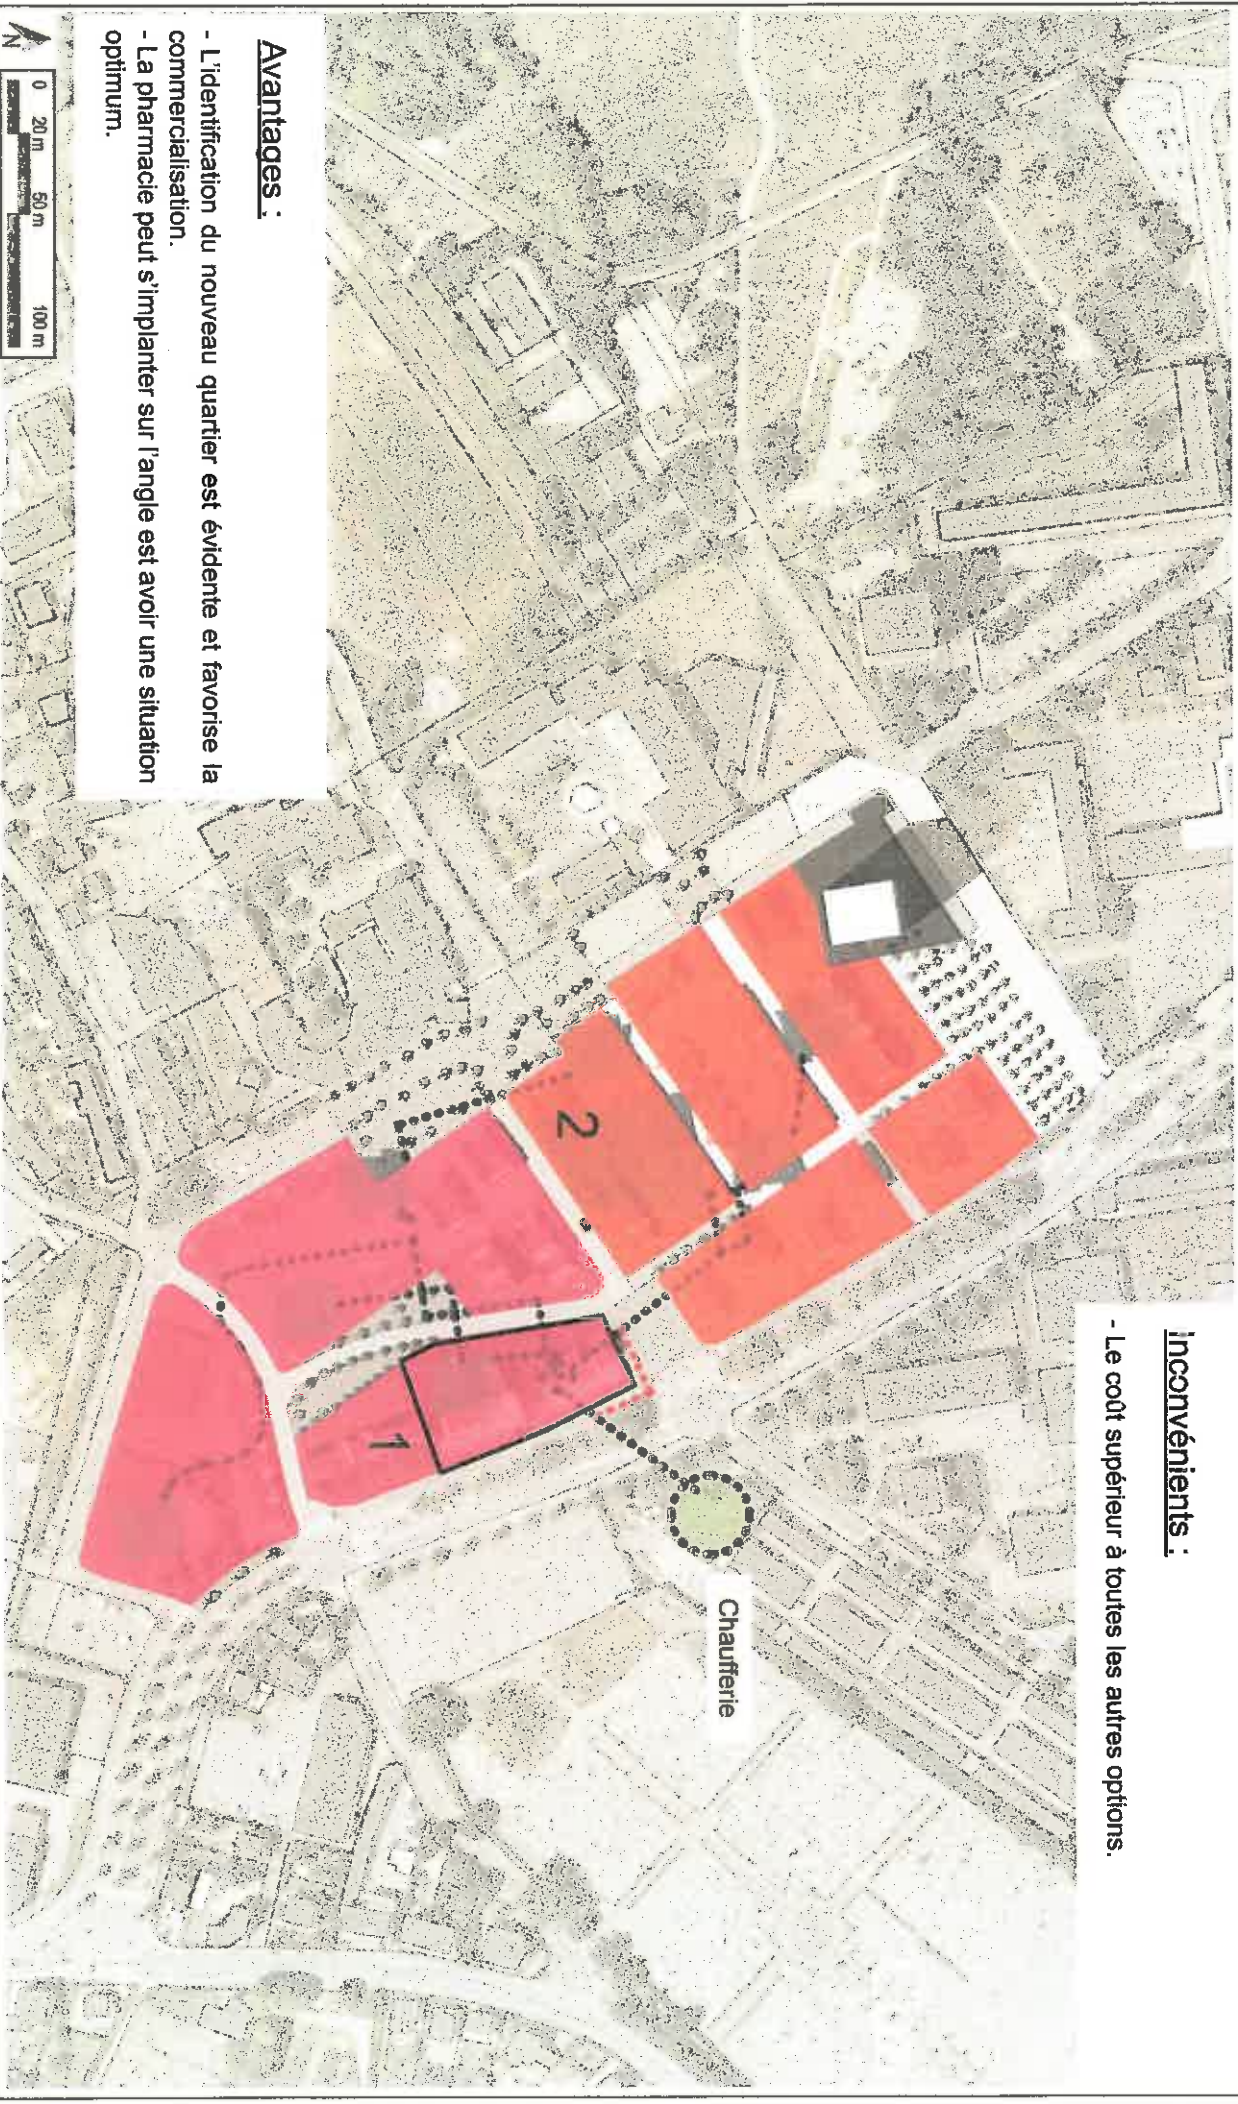 Inconvénients :
- Le coût supérieur à toutes les autres options.
Chaufferie
2
1
Avantages :
- L'identification du nouveau quartier est évidente et favorise la
commercialisation.
- La pharmacie peut s'implanter sur l'angle est avoir une situation
optimum.
0 20 m 50 m 100 m
N